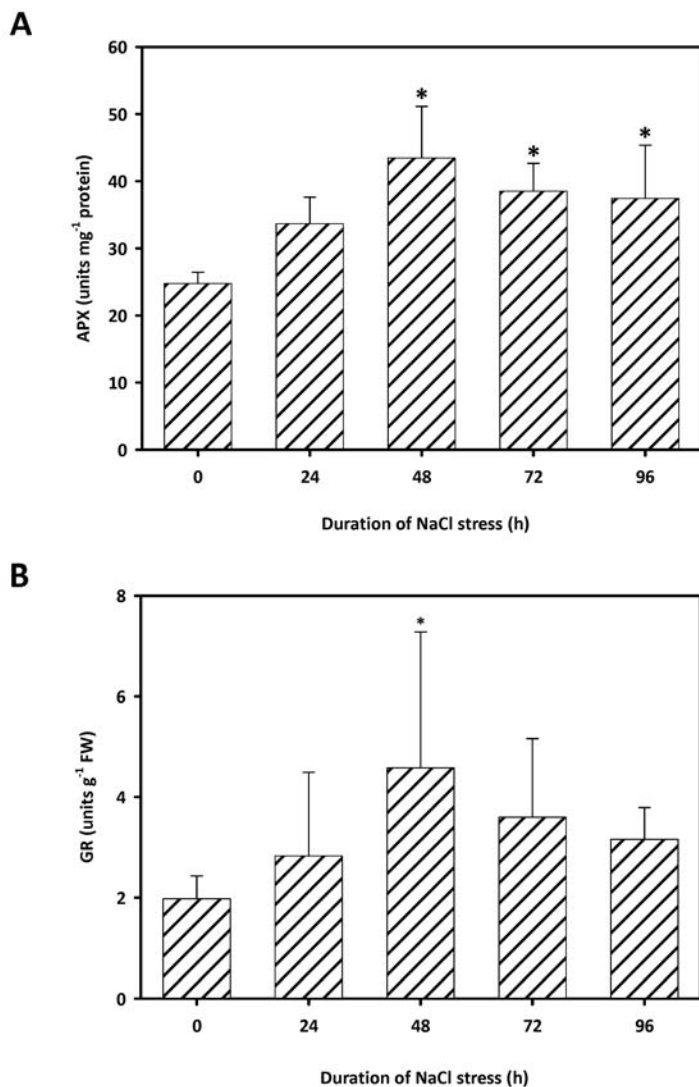 A
60
50
40
30
20
10
0
APX (units mg⁻¹ protein)
*
*
*
0 24 48 72 96
Duration of NaCl stress (h)
B
8
6
4
2
0
GR (units g⁻¹ FW)
*
0 24 48 72 96
Duration of NaCl stress (h)